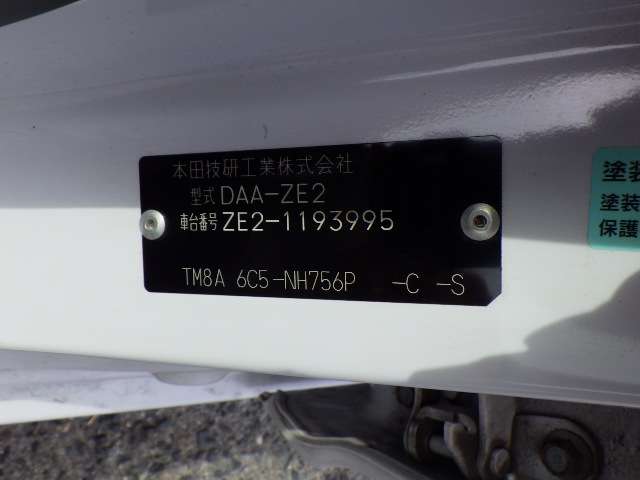 本田技研工業株式会社
型式 DAA-ZE2
車台番号 ZE2-1193995
TM8A 6C5-NH756P -C -S
塗装
塗装
保護